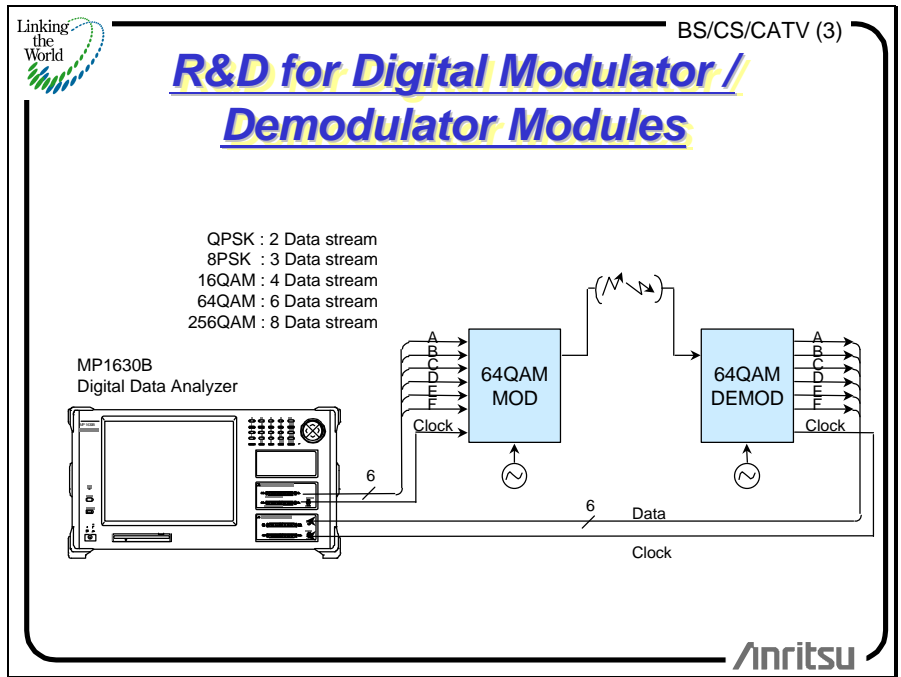 Linking
the
World
BS/CS/CATV (3)
R&D for Digital Modulator /
Demodulator Modules
QPSK : 2 Data stream
8PSK : 3 Data stream
16QAM : 4 Data stream
64QAM : 6 Data stream
256QAM : 8 Data stream
MP1630B
Digital Data Analyzer
A
B
C
D
E
F
Clock
64QAM
MOD
64QAM
DEMOD
A
B
C
D
E
F
Clock
6
6
Data
Clock
Anritsu